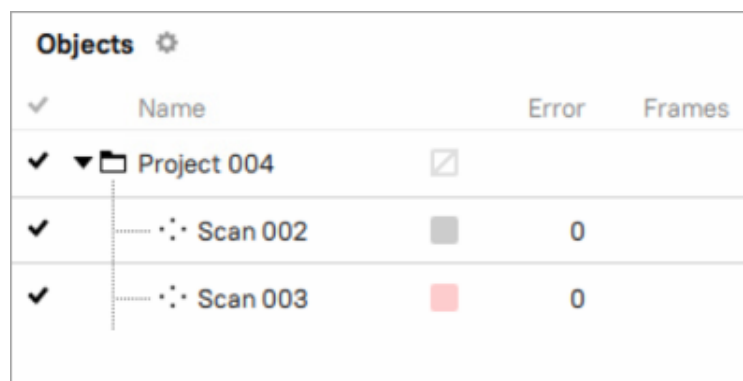 Objects
Name Error Frames
Project 004
Scan 002 0
Scan 003 0